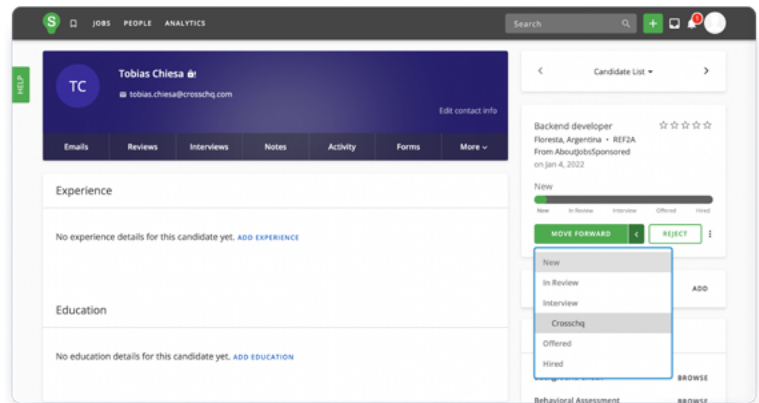 S JOBS PEOPLE ANALYTICS Search
HELP
TC
Tobias Chiesa
tobias.chiesa@crosschq.com
Edit contact info
Emails Reviews Interviews Notes Activity Forms More
Experience
No experience details for this candidate yet. ADD EXPERIENCE
Education
No education details for this candidate yet. ADD EDUCATION
Candidate List
Backend developer
Floresta, Argentina • REF2A
From AboutJobsSponsored
on Jan 4, 2022
New
New In Review Interview Offered Hired
MOVE FORWARD REJECT
New
In Review
Interview
Crosschq
Offered
Hired
ADD
BROWSE
Behavioral Assessment BROWSE